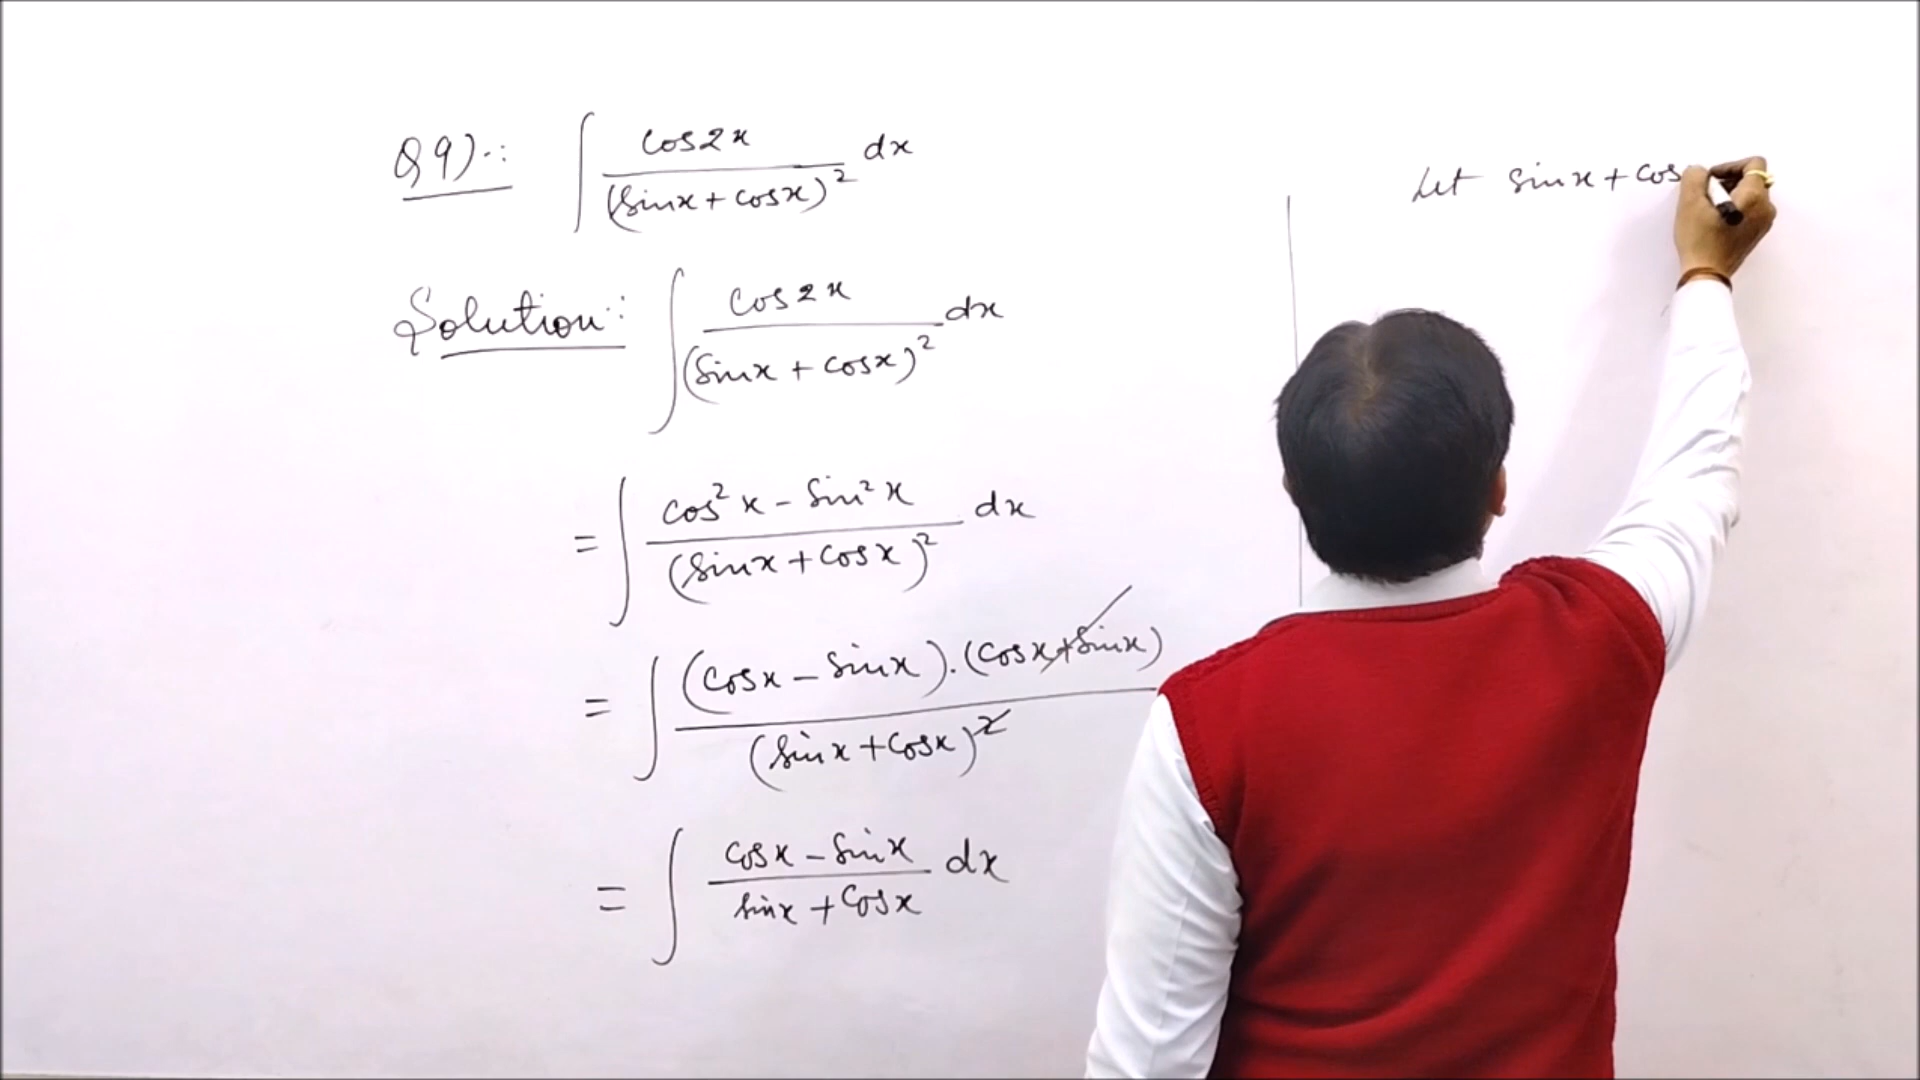 Q9):- ∫ cos2x / (sinx + cosx)² dx
Solution:- ∫ cos2x / (sinx + cosx)² dx
= ∫ cos²x - sin²x / (sinx + cosx)² dx
= ∫ (cosx - sinx).(cosx + sinx) / (sinx + cosx)²
= ∫ cosx - sinx / sinx + cosx dx
Let sinx + cos